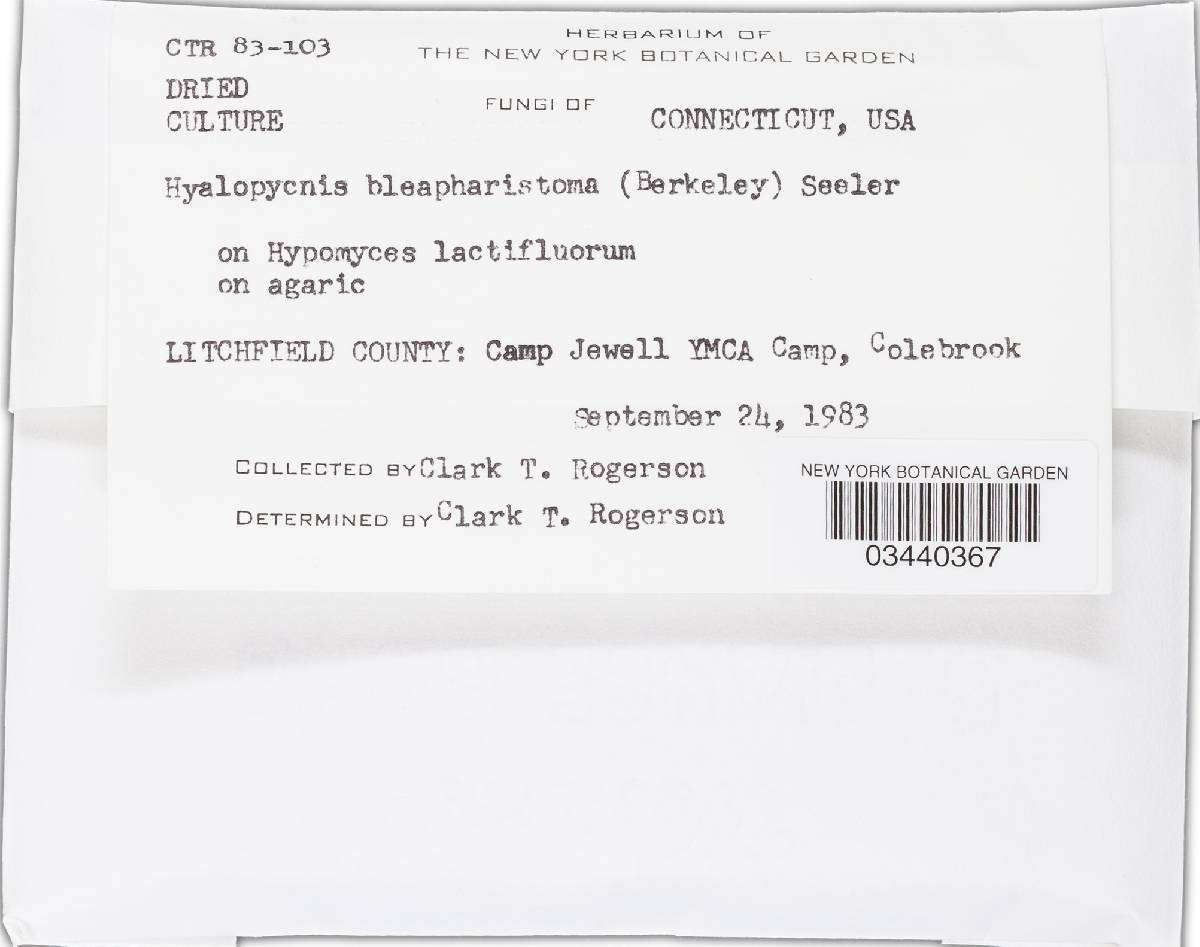 CTR 83-103
HERBARIUM OF
THE NEW YORK BOTANICAL GARDEN
DRIED
CULTURE
FUNGI OF
CONNECTICUT, USA
Hyalopycnis bleapharistoma (Berkeley) Seeler
on Hypomyces lactifluorum
on agaric
LITCHFIELD COUNTY: Camp Jewell YMCA Camp, Colebrook
September 24, 1983
COLLECTED BY Clark T. Rogerson
DETERMINED BY Clark T. Rogerson
NEW YORK BOTANICAL GARDEN
03440367